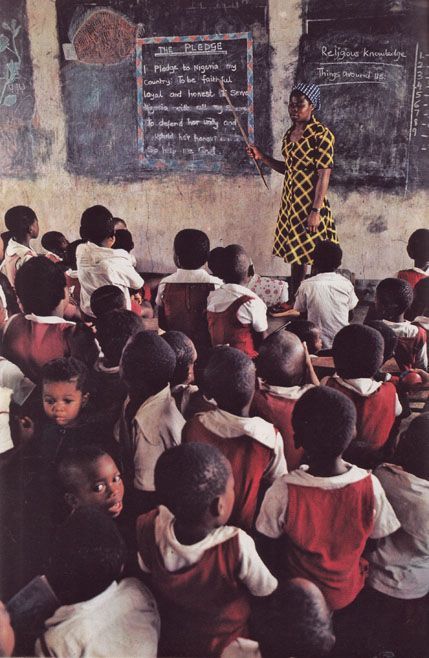 THE PLEDGE
I Pledge to Nigeria my
Country; To be faithful
loyal and honest To Serve
Nigeria with all my
to defend her unity and
uphold her honour
So help me God
Religious Knowledge
Things around us